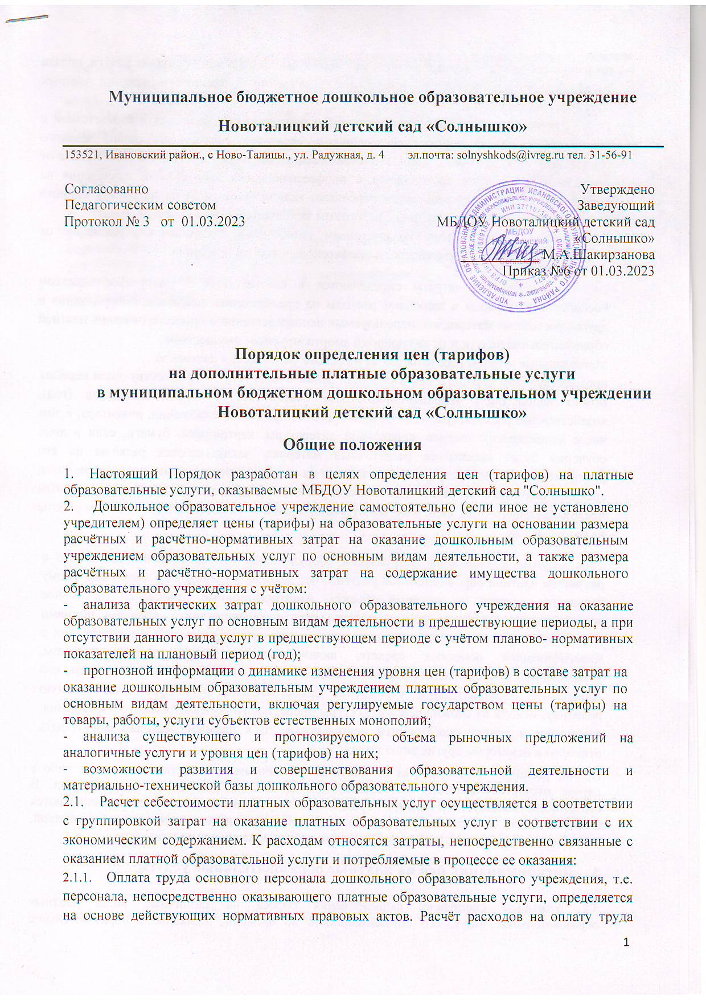 Муниципальное бюджетное дошкольное образовательное учреждение
Новоталицкий детский сад «Солнышко»
153521, Ивановский район., с Ново-Талицы., ул. Радужная, д. 4 эл.почта: solnyshkods@ivreg.ru тел. 31-56-91
Согласованно
Педагогическим советом
Протокол № 3 от 01.03.2023
Утверждено
Заведующий
МБДОУ Новоталицкий детский сад
«Солнышко»
М.А.Шакирзанова
Приказ №6 от 01.03.2023
МБДОУ
Новоталицкий
Порядок определения цен (тарифов)
на дополнительные платные образовательные услуги
в муниципальном бюджетном дошкольном образовательном учреждении
Новоталицкий детский сад «Солнышко»
Общие положения
1. Настоящий Порядок разработан в целях определения цен (тарифов) на платные
образовательные услуги, оказываемые МБДОУ Новоталицкий детский сад "Солнышко".
2. Дошкольное образовательное учреждение самостоятельно (если иное не установлено
учредителем) определяет цены (тарифы) на образовательные услуги на основании размера
расчётных и расчётно-нормативных затрат на оказание дошкольным образовательным
учреждением образовательных услуг по основным видам деятельности, а также размера
расчётных и расчётно-нормативных затрат на содержание имущества дошкольного
образовательного учреждения с учётом:
- анализа фактических затрат дошкольного образовательного учреждения на оказание
образовательных услуг по основным видам деятельности в предшествующие периоды, а при
отсутствии данного вида услуг в предшествующем периоде с учётом планово- нормативных
показателей на плановый период (год);
- прогнозной информации о динамике изменения уровня цен (тарифов) в составе затрат на
оказание дошкольным образовательным учреждением платных образовательных услуг по
основным видам деятельности, включая регулируемые государством цены (тарифы) на
товары, работы, услуги субъектов естественных монополий;
- анализа существующего и прогнозируемого объема рыночных предложений на
аналогичные услуги и уровня цен (тарифов) на них;
- возможности развития и совершенствования образовательной деятельности и
материально-технической базы дошкольного образовательного учреждения.
2.1. Расчет себестоимости платных образовательных услуг осуществляется в соответствии
с группировкой затрат на оказание платных образовательных услуг в соответствии с их
экономическим содержанием. К расходам относятся затраты, непосредственно связанные с
оказанием платной образовательной услуги и потребляемые в процессе ее оказания:
2.1.1. Оплата труда основного персонала дошкольного образовательного учреждения, т.е.
персонала, непосредственно оказывающего платные образовательные услуги, определяется
на основе действующих нормативных правовых актов. Расчёт расходов на оплату труда
1